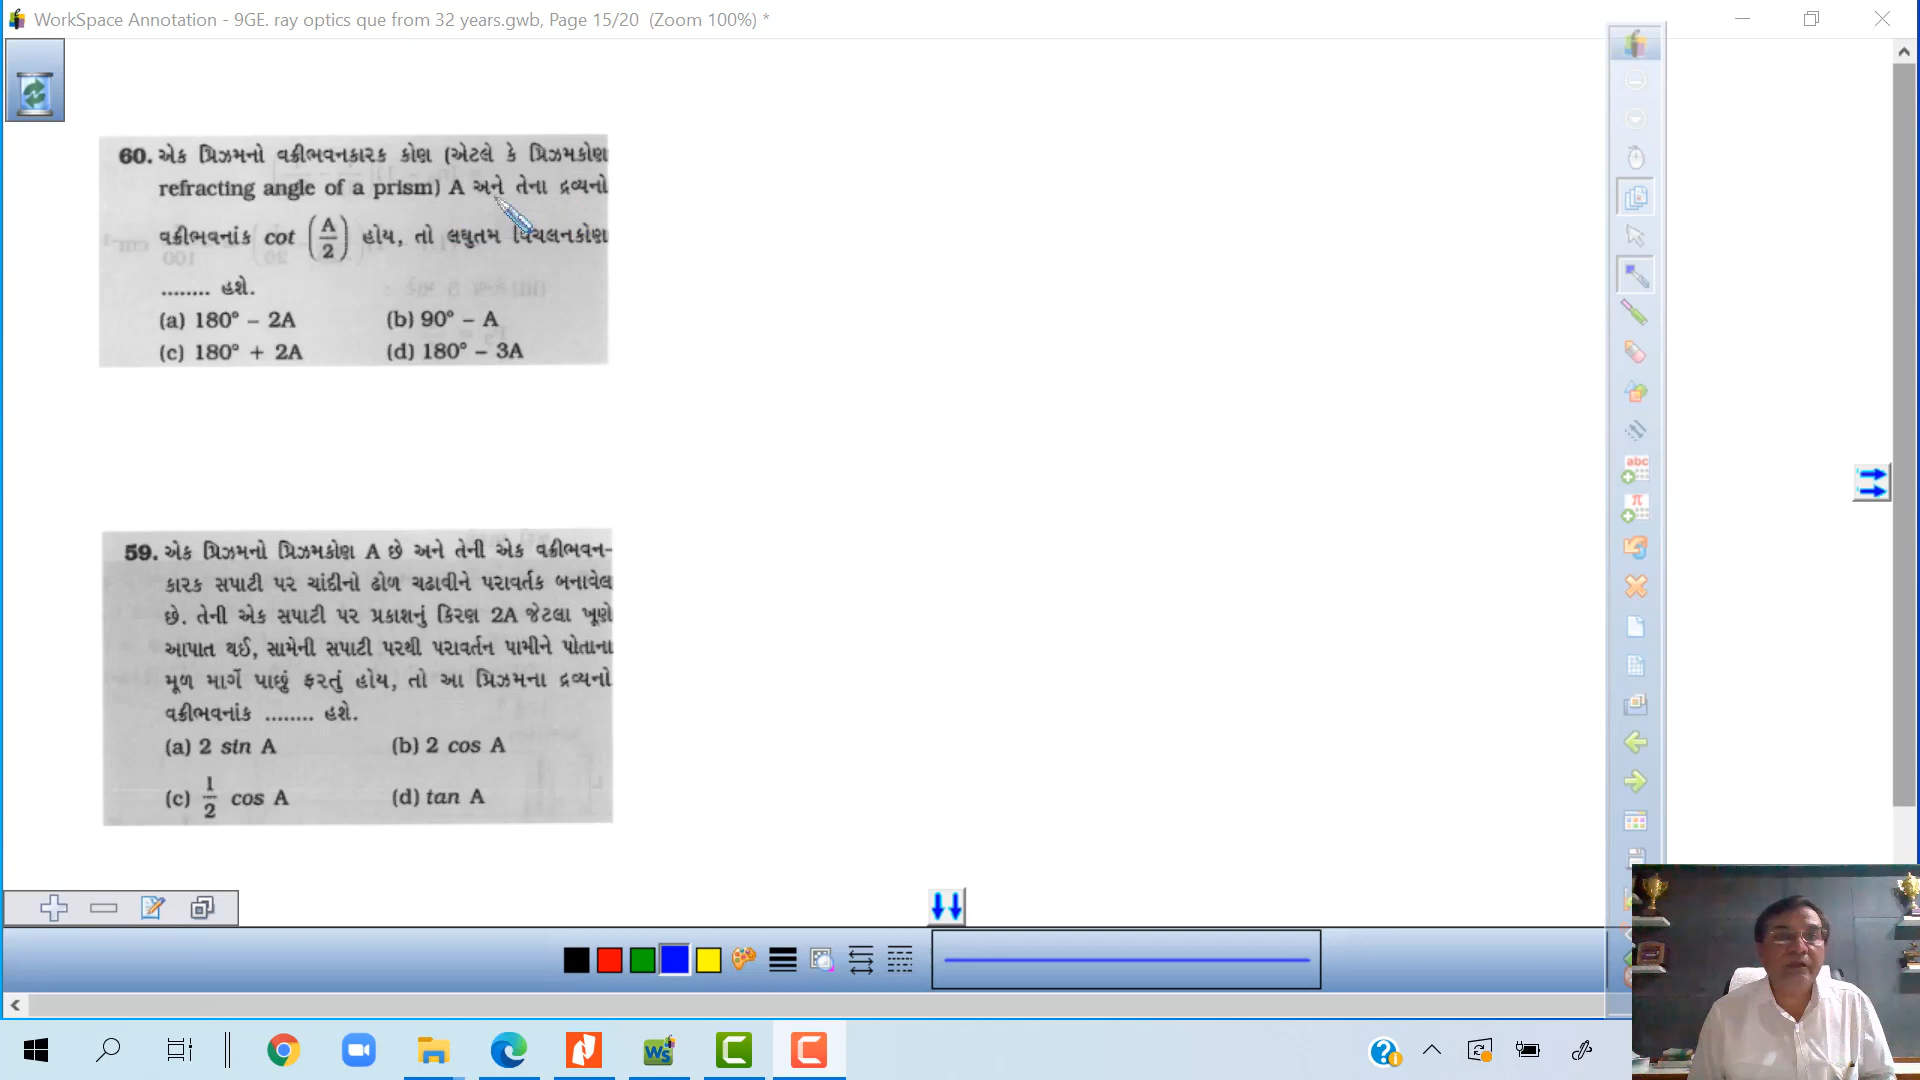 WorkSpace Annotation - 9GE. ray optics que from 32 years.gwb, Page 15/20 (Zoom 100%) *
60. એક પ્રિઝમનો વક્રીભવનકારક કોણ (એટલે કે પ્રિઝમકોણ
refracting angle of a prism) A અને તેના દ્રવ્યનો
વક્રીભવનાંક cot (A/2) હોય, તો લઘુતમ વિચલનકોણ
........ હશે.
(a) 180° – 2A (b) 90° – A
(c) 180° + 2A (d) 180° – 3A
59. એક પ્રિઝમનો પ્રિઝમકોણ A છે અને તેની એક વક્રીભવન-
કારક સપાટી પર ચાંદીનો ઢોળ ચઢાવીને પરાવર્તક બનાવેલ
છે. તેની એક સપાટી પર પ્રકાશનું કિરણ 2A જેટલા ખૂણે
આપાત થઈ, સામેની સપાટી પરથી પરાવર્તન પામીને પોતાના
મૂળ માર્ગે પાછું ફરતું હોય, તો આ પ્રિઝમના દ્રવ્યનો
વક્રીભવનાંક ........ હશે.
(a) 2 sin A (b) 2 cos A
(c) 1/2 cos A (d) tan A